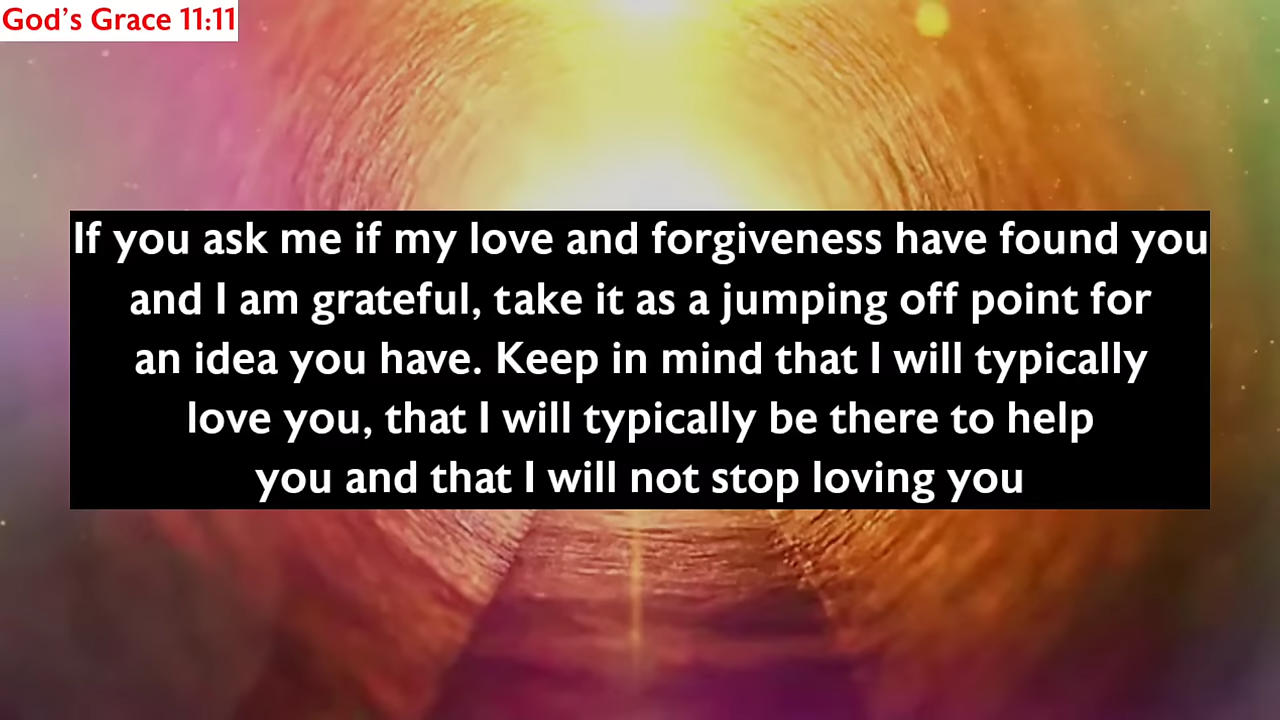 God’s Grace 11:11
If you ask me if my love and forgiveness have found you
and I am grateful, take it as a jumping off point for
an idea you have. Keep in mind that I will typically
love you, that I will typically be there to help
you and that I will not stop loving you